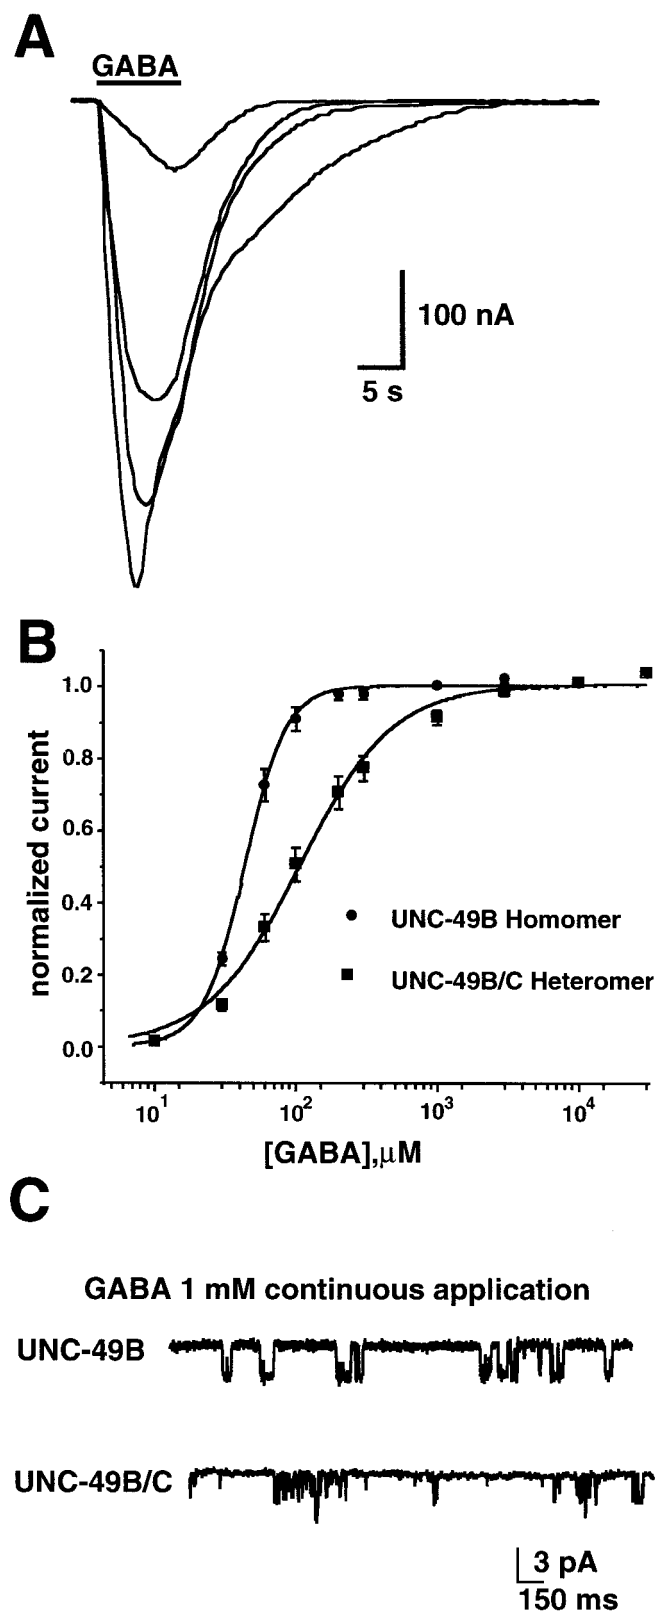 A
GABA
100 nA
5 s
B
normalized current
1.0
0.8
0.6
0.4
0.2
0.0
UNC-49B Homomer
UNC-49B/C Heteromer
10¹
10²
10³
10⁴
[GABA],µM
C
GABA 1 mM continuous application
UNC-49B
UNC-49B/C
3 pA
150 ms